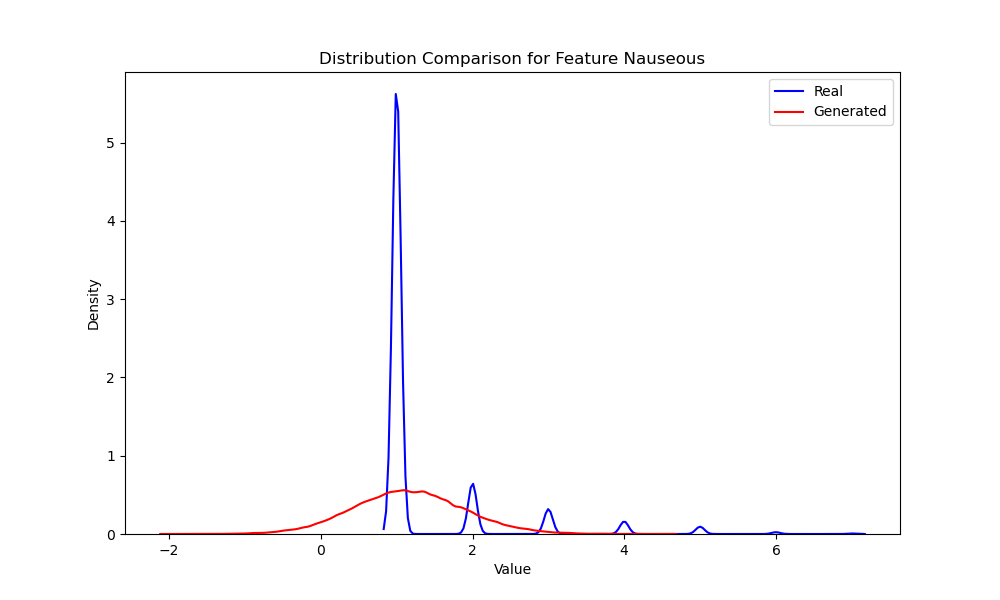 Distribution Comparison for Feature Nauseous
Real
Generated
Density
5
4
3
2
1
0
−2
0
2
4
6
Value